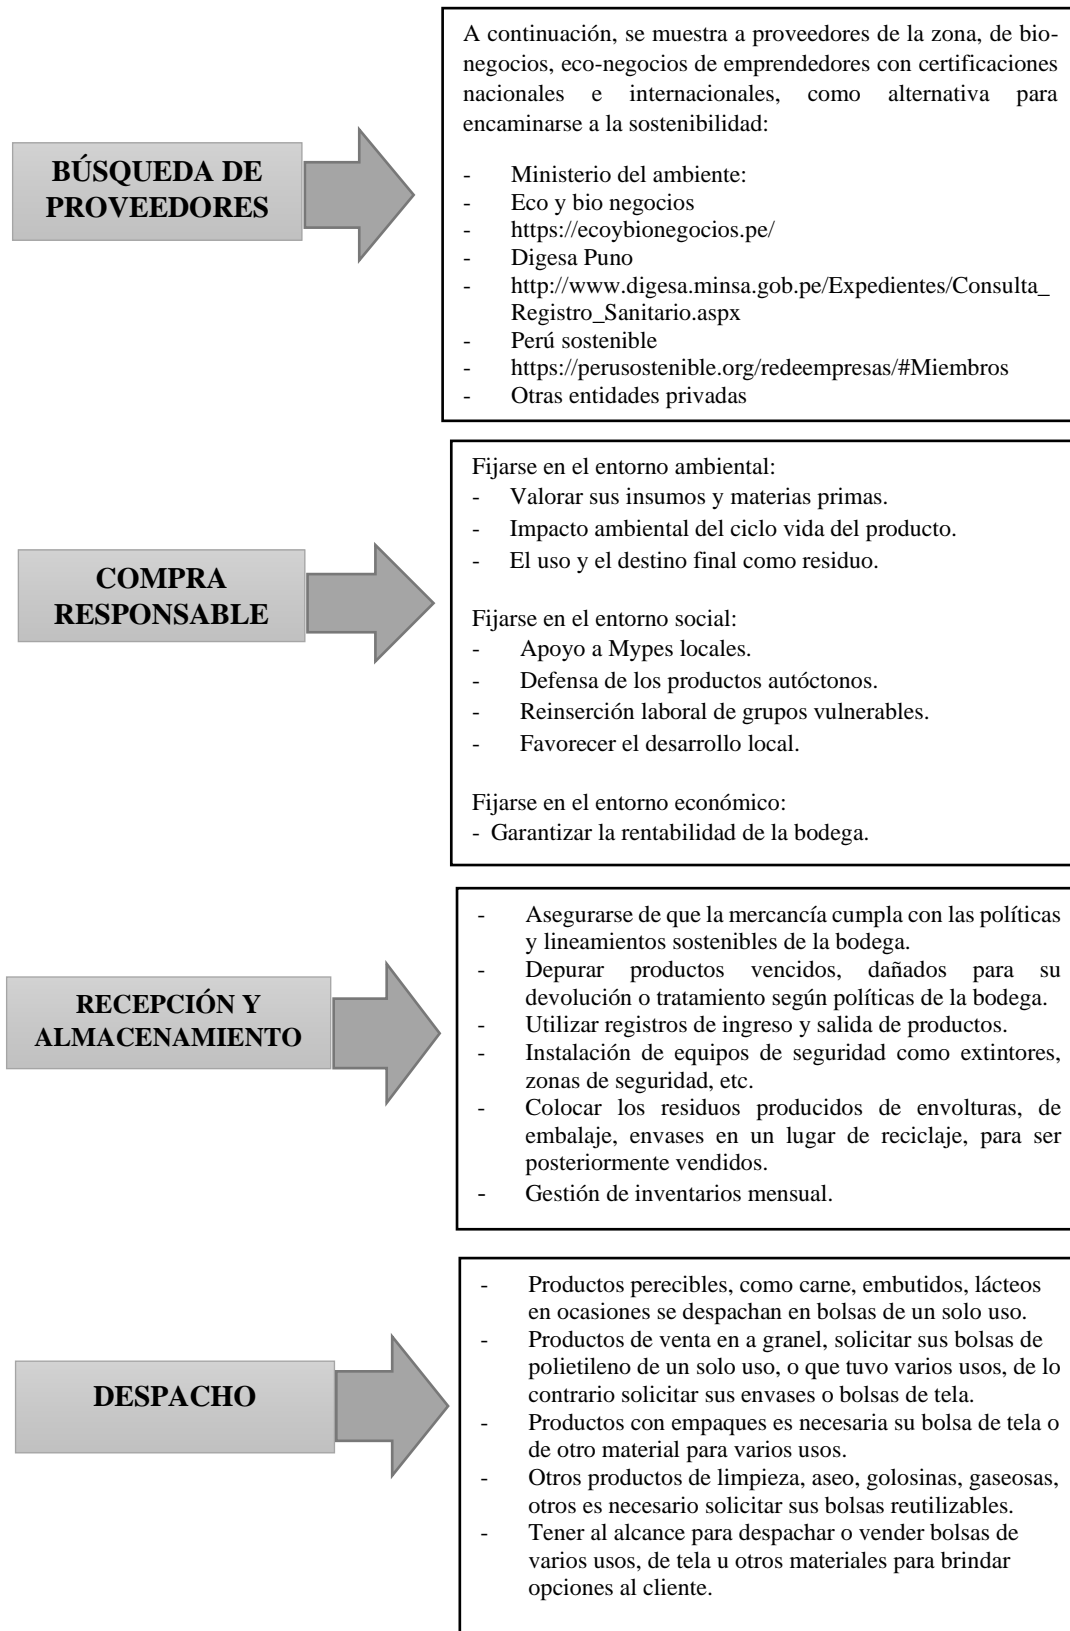 BÚSQUEDA DE
PROVEEDORES
A continuación, se muestra a proveedores de la zona, de bio-
negocios, eco-negocios de emprendedores con certificaciones
nacionales e internacionales, como alternativa para
encaminarse a la sostenibilidad:
- Ministerio del ambiente:
- Eco y bio negocios
- https://ecoybionegocios.pe/
- Digesa Puno
- http://www.digesa.minsa.gob.pe/Expedientes/Consulta_
Registro_Sanitario.aspx
- Perú sostenible
- https://perusostenible.org/redeempresas/#Miembros
- Otras entidades privadas
COMPRA
RESPONSABLE
Fijarse en el entorno ambiental:
- Valorar sus insumos y materias primas.
- Impacto ambiental del ciclo vida del producto.
- El uso y el destino final como residuo.
Fijarse en el entorno social:
- Apoyo a Mypes locales.
- Defensa de los productos autóctonos.
- Reinserción laboral de grupos vulnerables.
- Favorecer el desarrollo local.
Fijarse en el entorno económico:
- Garantizar la rentabilidad de la bodega.
RECEPCIÓN Y
ALMACENAMIENTO
- Asegurarse de que la mercancía cumpla con las políticas
y lineamientos sostenibles de la bodega.
- Depurar productos vencidos, dañados para su
devolución o tratamiento según políticas de la bodega.
- Utilizar registros de ingreso y salida de productos.
- Instalación de equipos de seguridad como extintores,
zonas de seguridad, etc.
- Colocar los residuos producidos de envolturas, de
embalaje, envases en un lugar de reciclaje, para ser
posteriormente vendidos.
- Gestión de inventarios mensual.
DESPACHO
- Productos perecibles, como carne, embutidos, lácteos
en ocasiones se despachan en bolsas de un solo uso.
- Productos de venta en a granel, solicitar sus bolsas de
polietileno de un solo uso, o que tuvo varios usos, de lo
contrario solicitar sus envases o bolsas de tela.
- Productos con empaques es necesaria su bolsa de tela o
de otro material para varios usos.
- Otros productos de limpieza, aseo, golosinas, gaseosas,
otros es necesario solicitar sus bolsas reutilizables.
- Tener al alcance para despachar o vender bolsas de
varios usos, de tela u otros materiales para brindar
opciones al cliente.